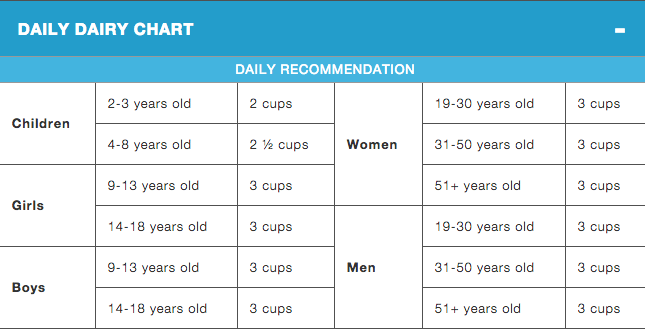 DAILY DAIRY CHART -
DAILY RECOMMENDATION
Children
2-3 years old 2 cups
4-8 years old 2 ½ cups
Girls
9-13 years old 3 cups
14-18 years old 3 cups
Boys
9-13 years old 3 cups
14-18 years old 3 cups
Women
19-30 years old 3 cups
31-50 years old 3 cups
51+ years old 3 cups
Men
19-30 years old 3 cups
31-50 years old 3 cups
51+ years old 3 cups